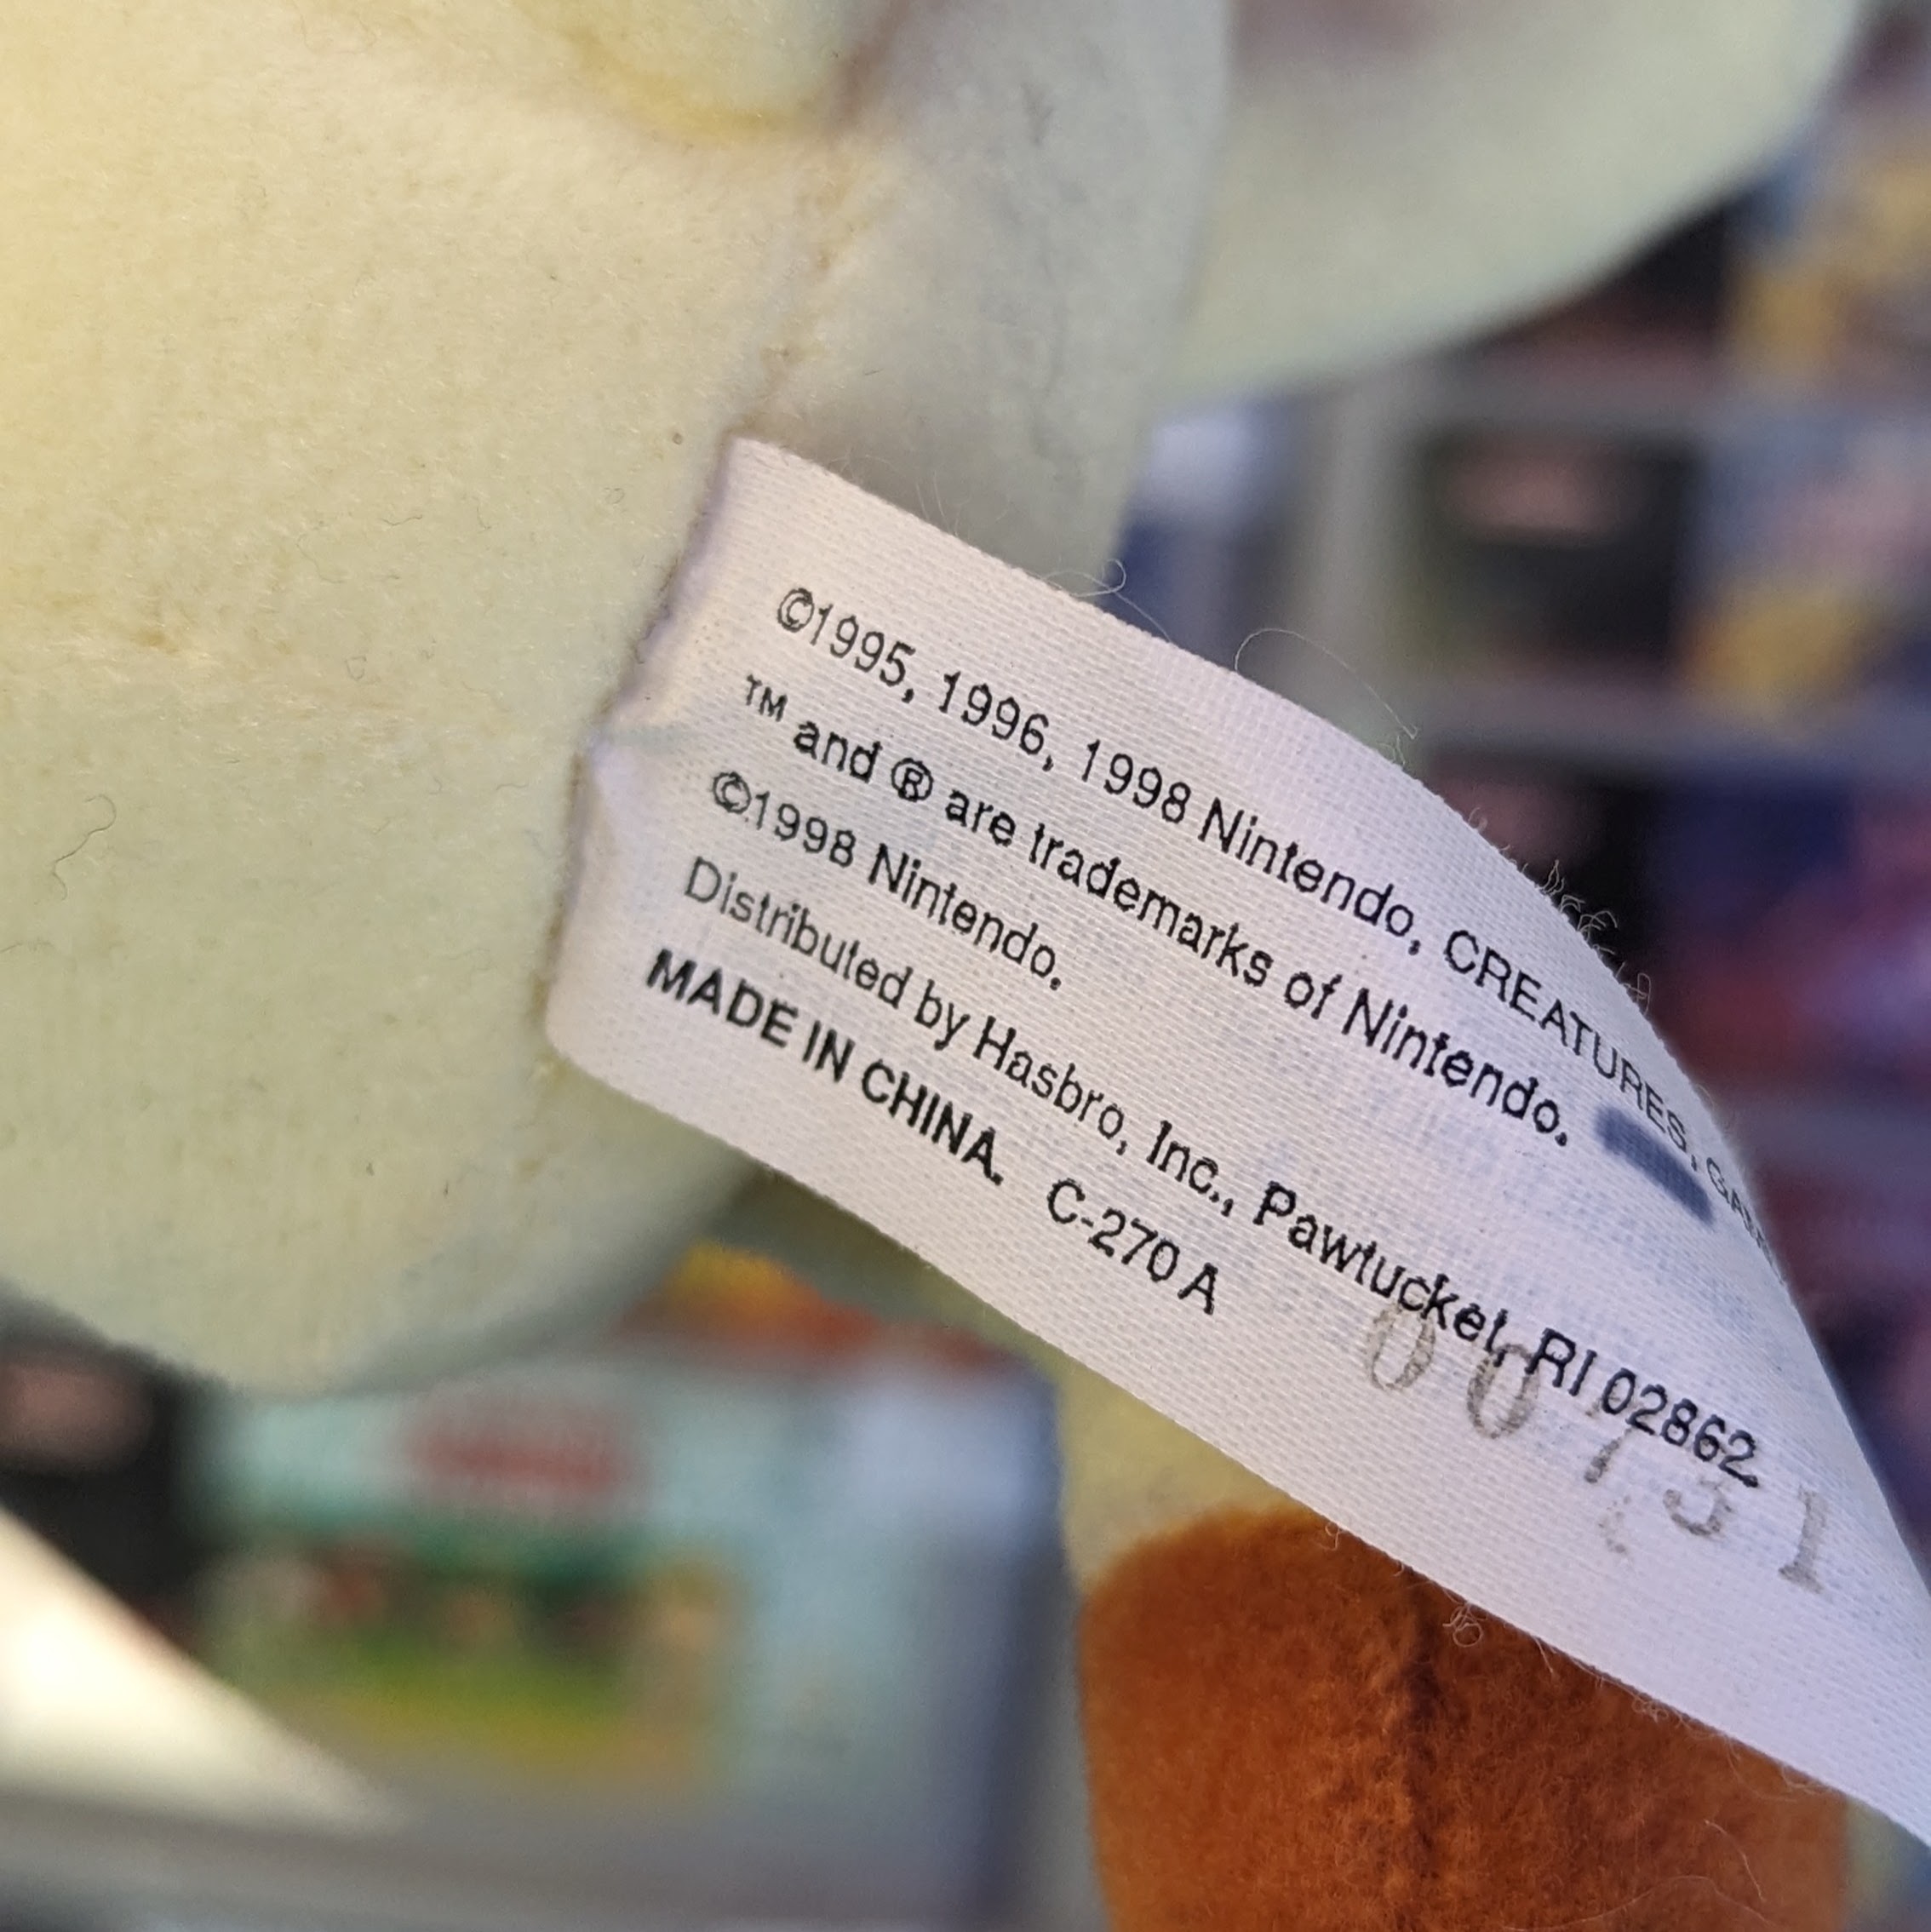 ©1995, 1996, 1998 Nintendo, CREATURES,
™ and ® are trademarks of Nintendo.
©1998 Nintendo.
Distributed by Hasbro, Inc., Pawtucket, RI 02862.
MADE IN CHINA. C-270 A
00731